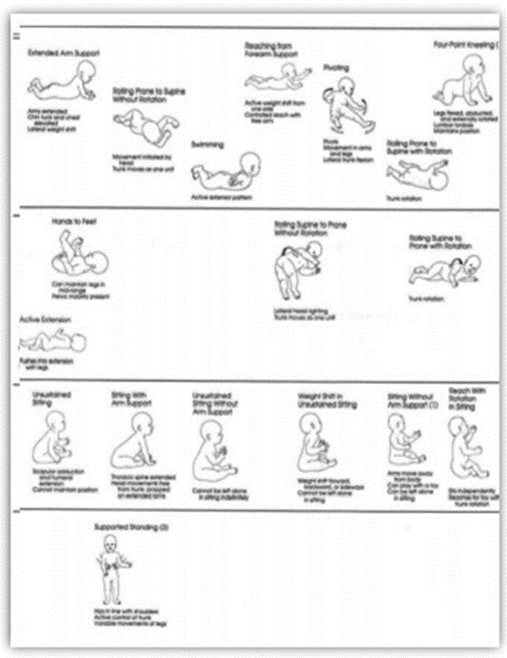 Extended Arm Support
Arms extended
Chin tuck and chest
elevated
Lateral weight shift
Rolling Prone to Supine
Without Rotation
Movement initiated by
head
Trunk moves as one unit
Swimming
Active extensor pattern
Reaching from
Forearm Support
Active weight shift from
one side
Controlled reach with
free arm
Pivoting
Pivots
Movement in arms
and legs
Lateral trunk flexion
Four-Point Kneeling (
Legs flexed, abducted,
and externally rotated
Lumbar lordosis
Maintains position
Rolling Prone to
Supine with Rotation
Trunk rotation
Hands to Feet
Can maintain legs in
mid-range
Pelvic mobility present
Active Extension
Pushes into extension
with legs
Rolling Supine to Prone
Without Rotation
Lateral head righting
Trunk moves as one unit
Rolling Supine to
Prone with Rotation
Trunk rotation
Unsustained
Sitting
Scapular adduction
and humeral
extension
Cannot maintain position
Sitting With
Arm Support
Thoracic spine extended
Head movements free
from trunk, propped
on extended arms
Unsustained
Sitting Without
Arm Support
Cannot be left alone
in sitting indefinitely
Weight Shift in
Unsustained Sitting
Weight shift forward,
backward, or sideways
Cannot be left alone
in sitting
Sitting Without
Arm Support (1)
Arms move away
from body
Can play with a toy
Can be left alone
in sitting
Reach With
Rotation
in Sitting
Sits independently
Reaches for toy with
trunk rotation
Supported Standing (3)
Hips in line with shoulders
Active control of trunk
Variable movements of legs